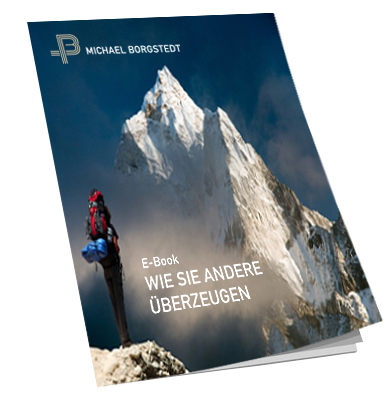 MICHAEL BORGSTEDT
E-Book
WIE SIE ANDERE
ÜBERZEUGEN